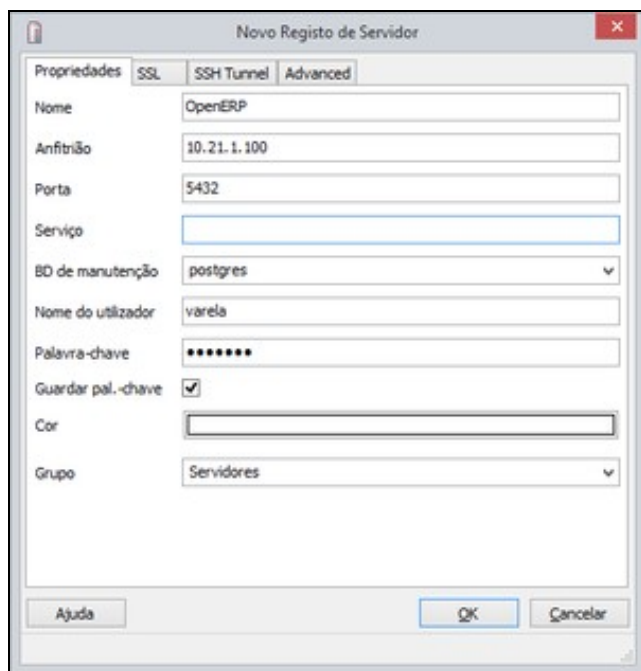 Novo Registo de Servidor
Propriedades SSL SSH Tunnel Advanced
Nome OpenERP
Anfitrião 10.21.1.100
Porta 5432
Serviço
BD de manutenção postgres
Nome do utilizador varela
Palavra-chave •••••••
Guardar pal.-chave
Cor
Grupo Servidores
Ajuda OK Cancelar